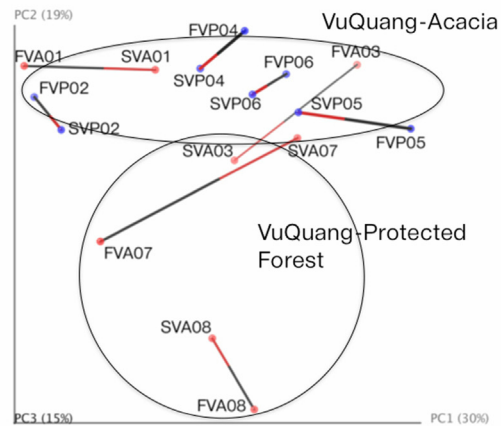 PC2 (19%)
VuQuang-Acacia
FVP04
FVA01
SVA01
FVA03
SVP04
FVP06
FVP02
SVP06
SVP05
SVP02
FVP05
SVA03
SVA07
FVA07
VuQuang-Protected
Forest
SVA08
FVA08
PC3 (15%)
PC1 (30%)